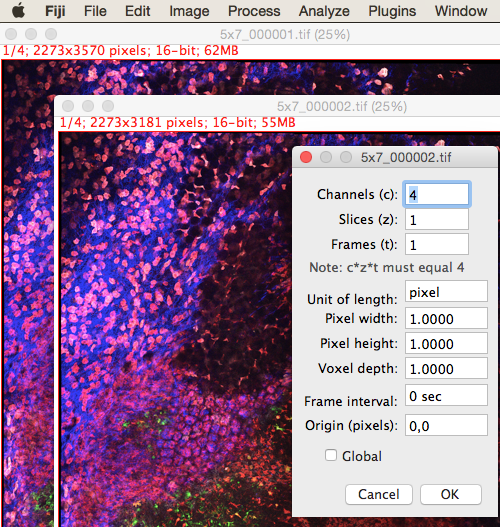 Fiji File Edit Image Process Analyze Plugins Window
5x7_000001.tif (25%)
1/4; 2273x3570 pixels; 16-bit; 62MB
5x7_000002.tif (25%)
1/4; 2273x3181 pixels; 16-bit; 55MB
5x7_000002.tif
Channels (c): 4
Slices (z): 1
Frames (t): 1
Note: c*z*t must equal 4
Unit of length: pixel
Pixel width: 1.0000
Pixel height: 1.0000
Voxel depth: 1.0000
Frame interval: 0 sec
Origin (pixels): 0,0
Global
Cancel OK